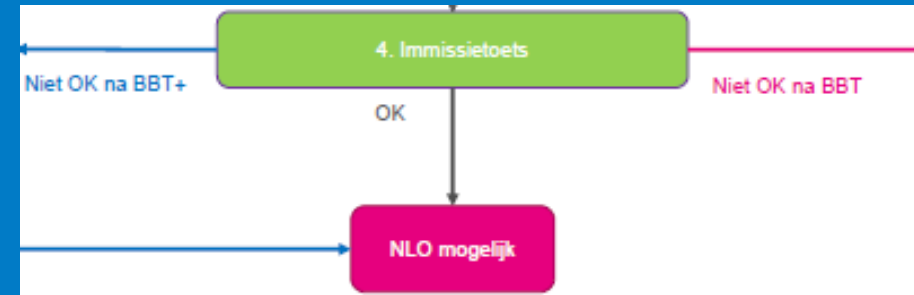 4. Immissietoets
Niet OK na BBT+
Niet OK na BBT
OK
NLO mogelijk